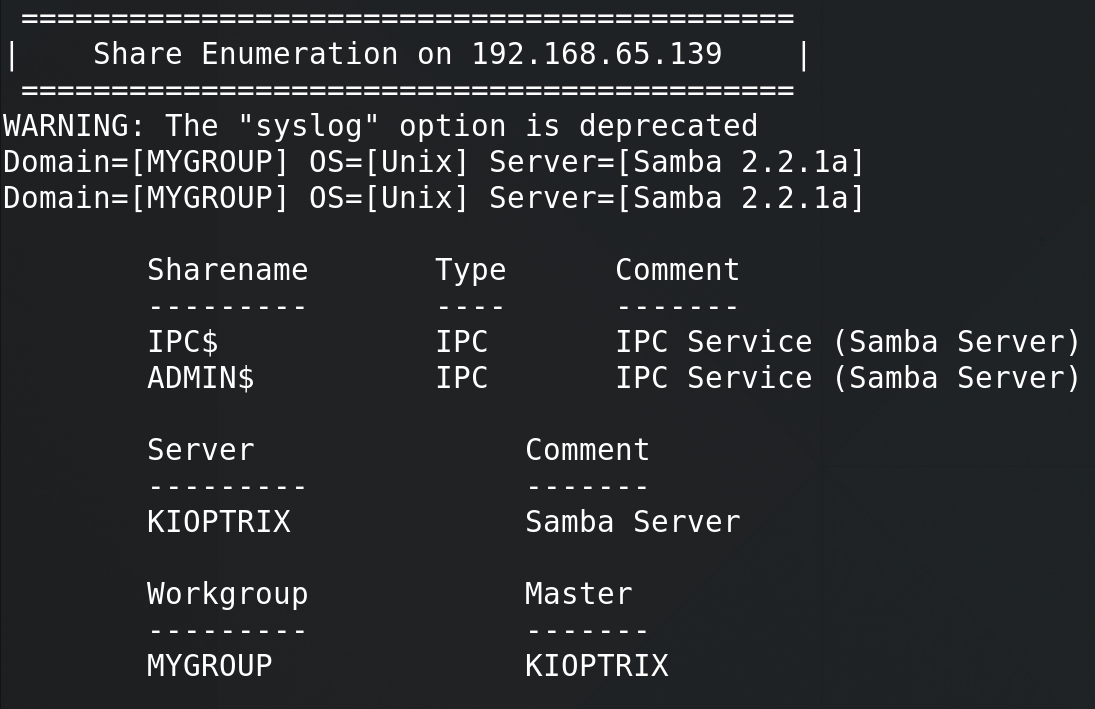 ===========================================
|    Share Enumeration on 192.168.65.139    |
===========================================
WARNING: The "syslog" option is deprecated
Domain=[MYGROUP] OS=[Unix] Server=[Samba 2.2.1a]
Domain=[MYGROUP] OS=[Unix] Server=[Samba 2.2.1a]
Sharename       Type      Comment
---------       ----      -------
IPC$            IPC       IPC Service (Samba Server)
ADMIN$          IPC       IPC Service (Samba Server)
Server               Comment
---------            -------
KIOPTRIX             Samba Server
Workgroup            Master
---------            -------
MYGROUP              KIOPTRIX